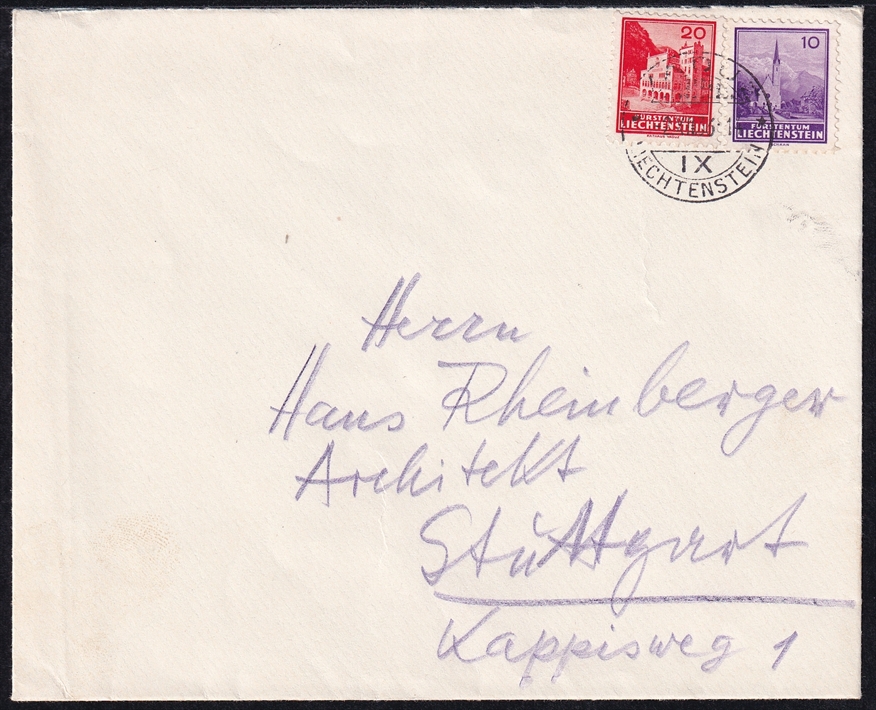 20
FÜRSTENTUM
LIECHTENSTEIN
10
FÜRSTENTUM
LIECHTENSTEIN
IX
LIECHTENSTEIN
Herrn
Hans Rheinberger
Architekt
Stuttgart
Kappisweg 1